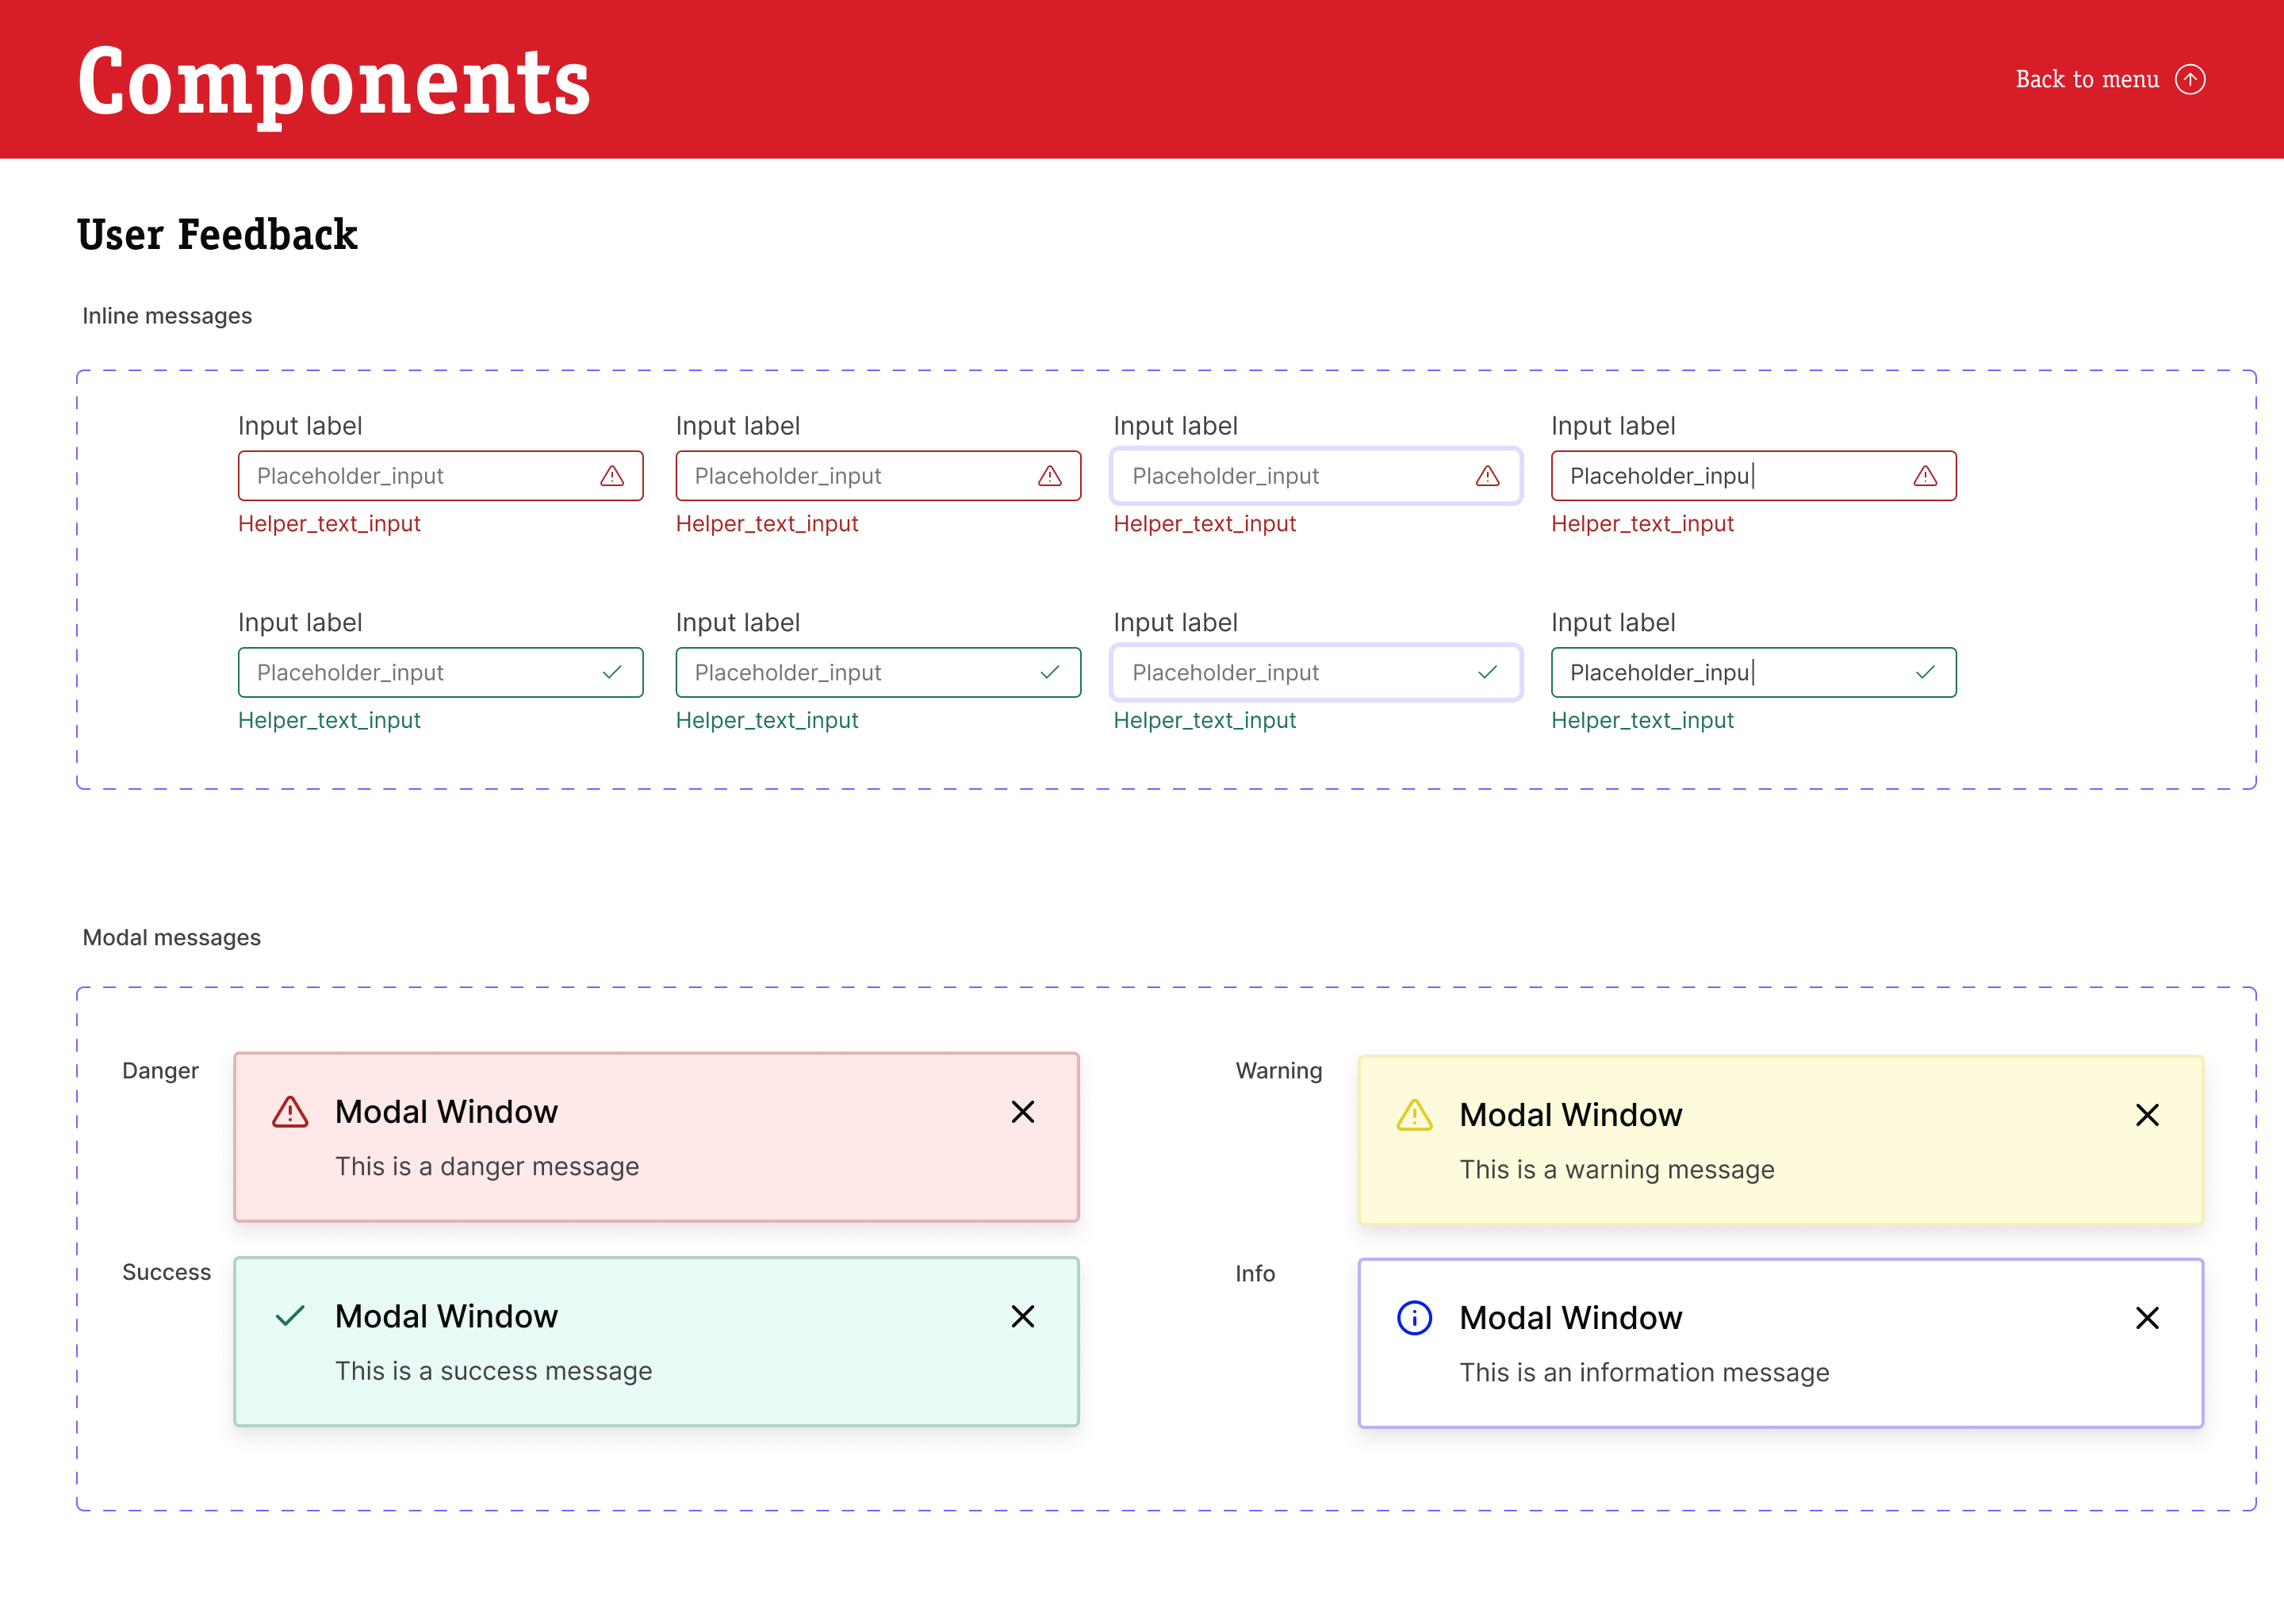 Components
Back to menu
User Feedback
Inline messages
Input label Input label Input label Input label
Placeholder_input Placeholder_input Placeholder_input Placeholder_inpu
Helper_text_input Helper_text_input Helper_text_input Helper_text_input
Input label Input label Input label Input label
Placeholder_input Placeholder_input Placeholder_input Placeholder_inpu
Helper_text_input Helper_text_input Helper_text_input Helper_text_input
Modal messages
Danger
Modal Window
This is a danger message
Warning
Modal Window
This is a warning message
Success
Modal Window
This is a success message
Info
Modal Window
This is an information message